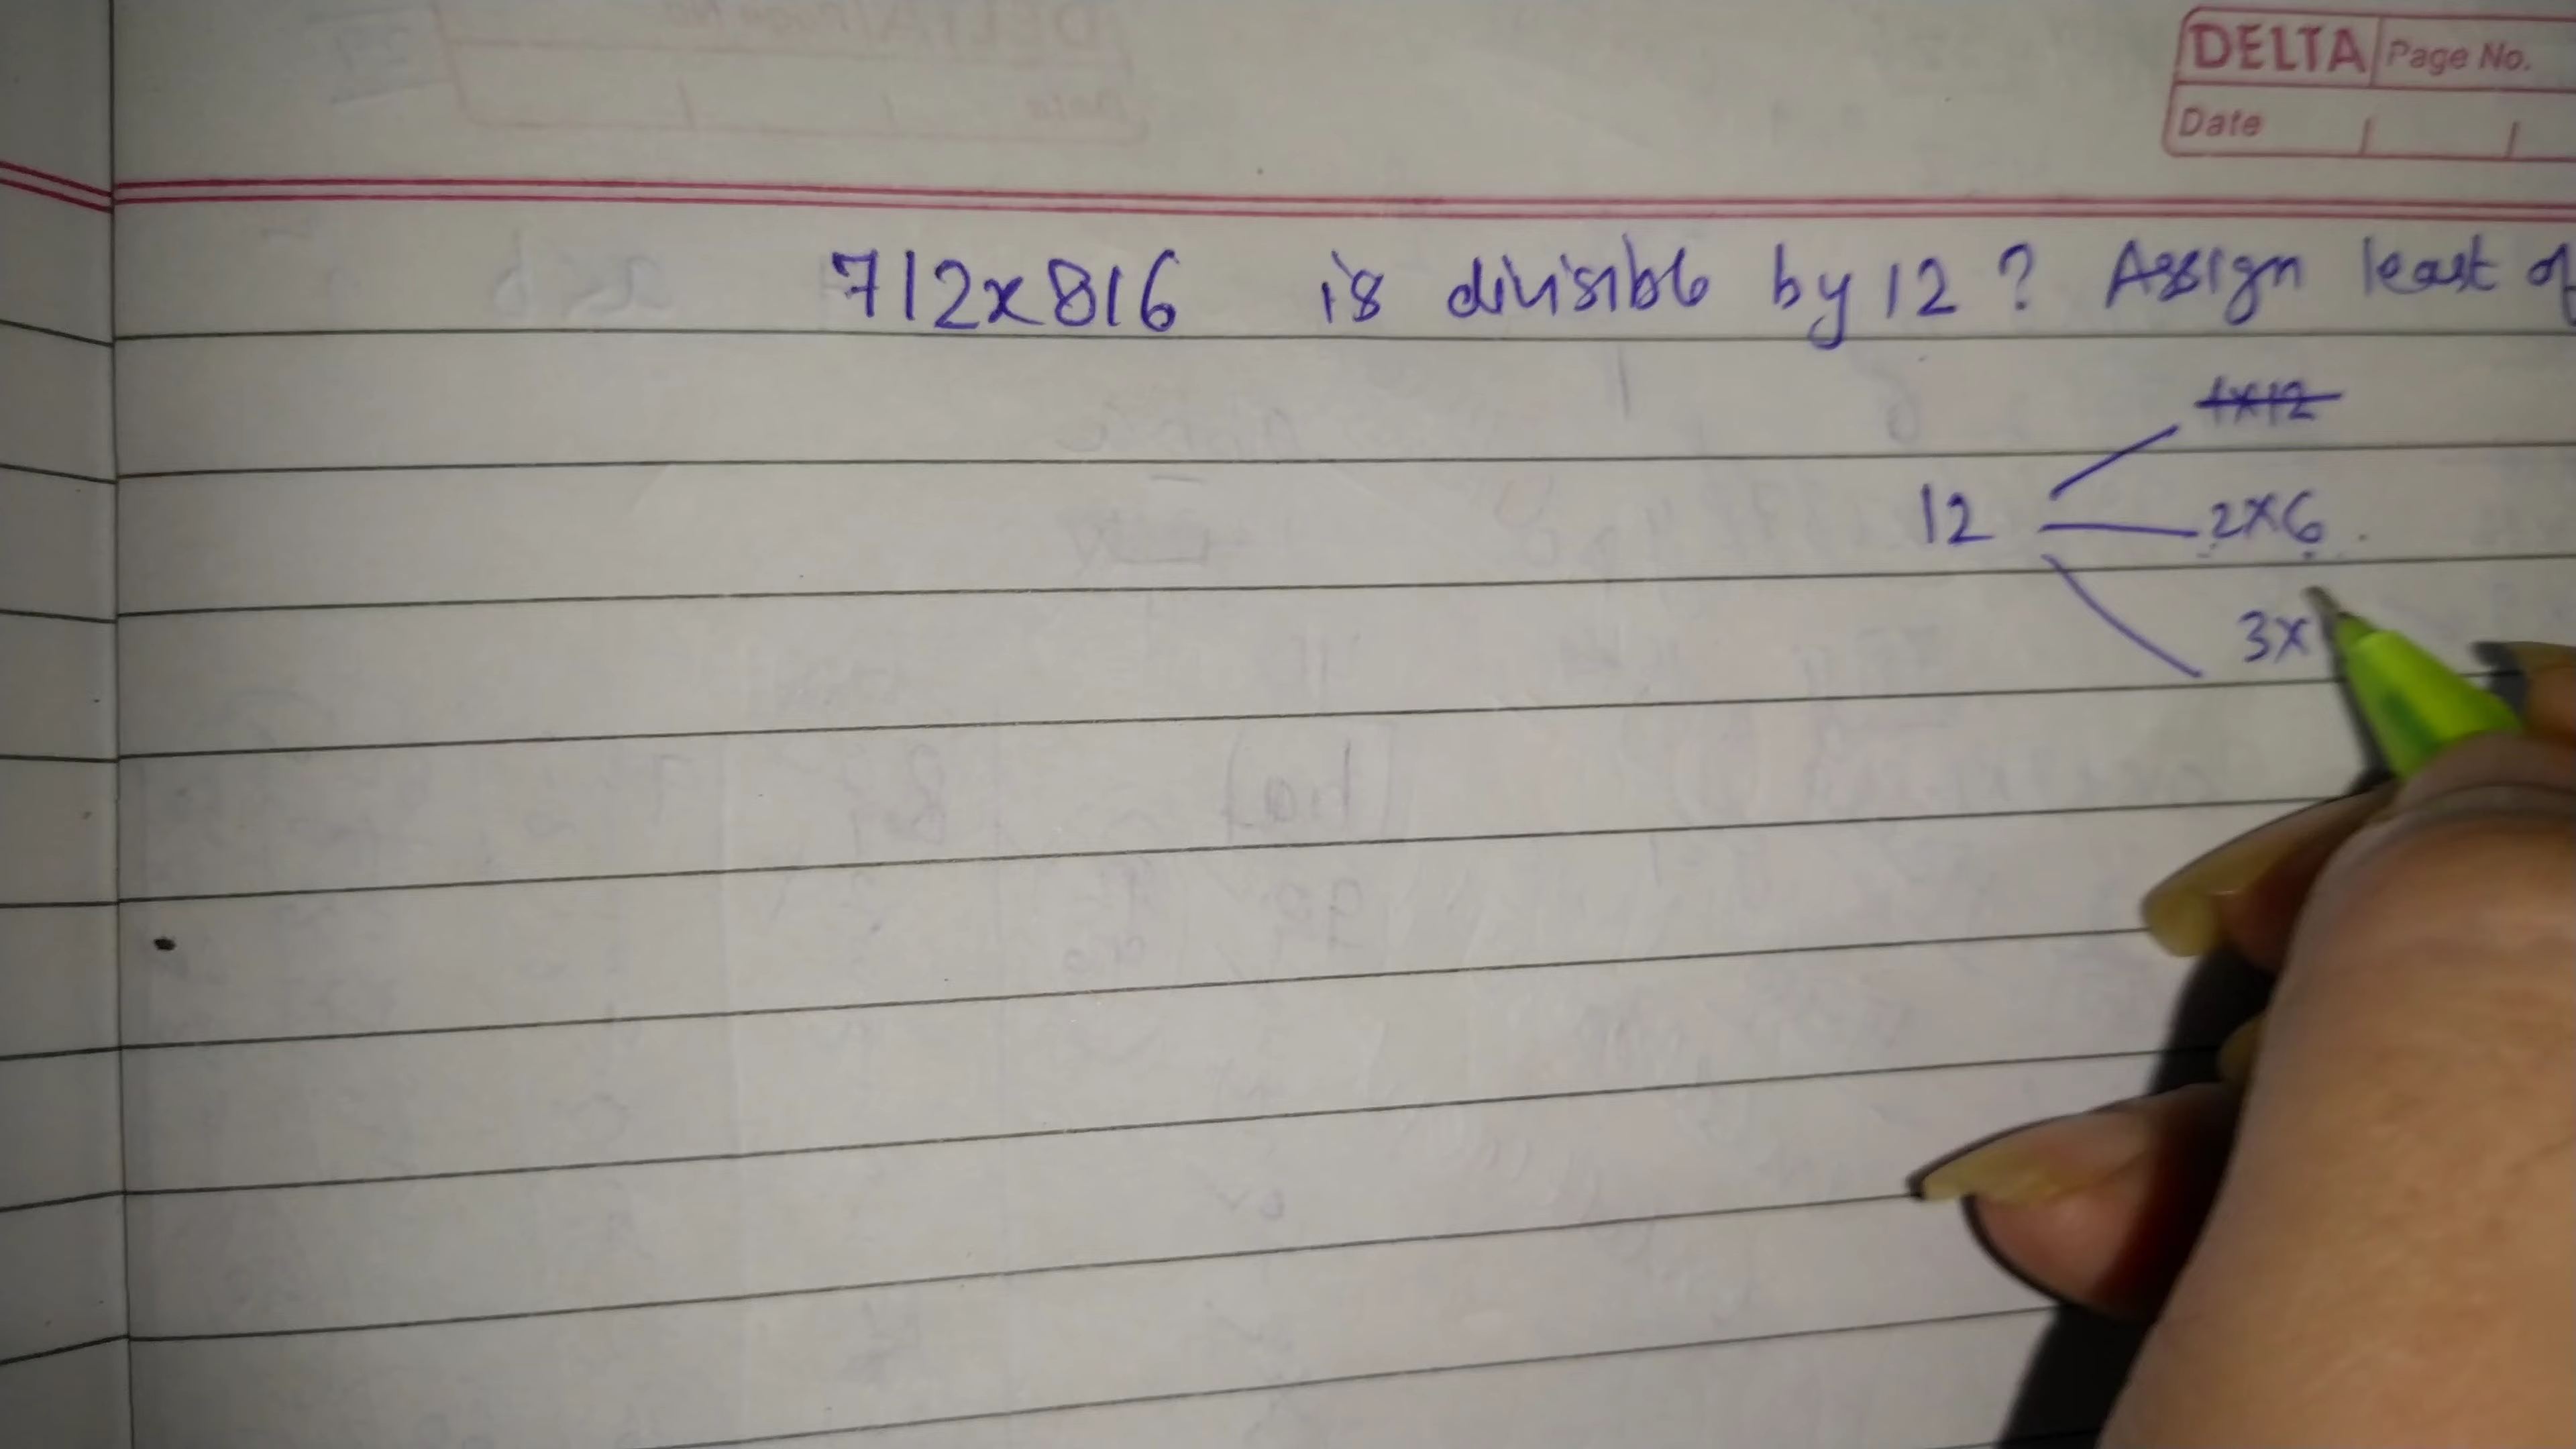 DELTA Page No.
Date
712x816 is divisible by 12 ? Assign least of
1x12
12 2x6
3x